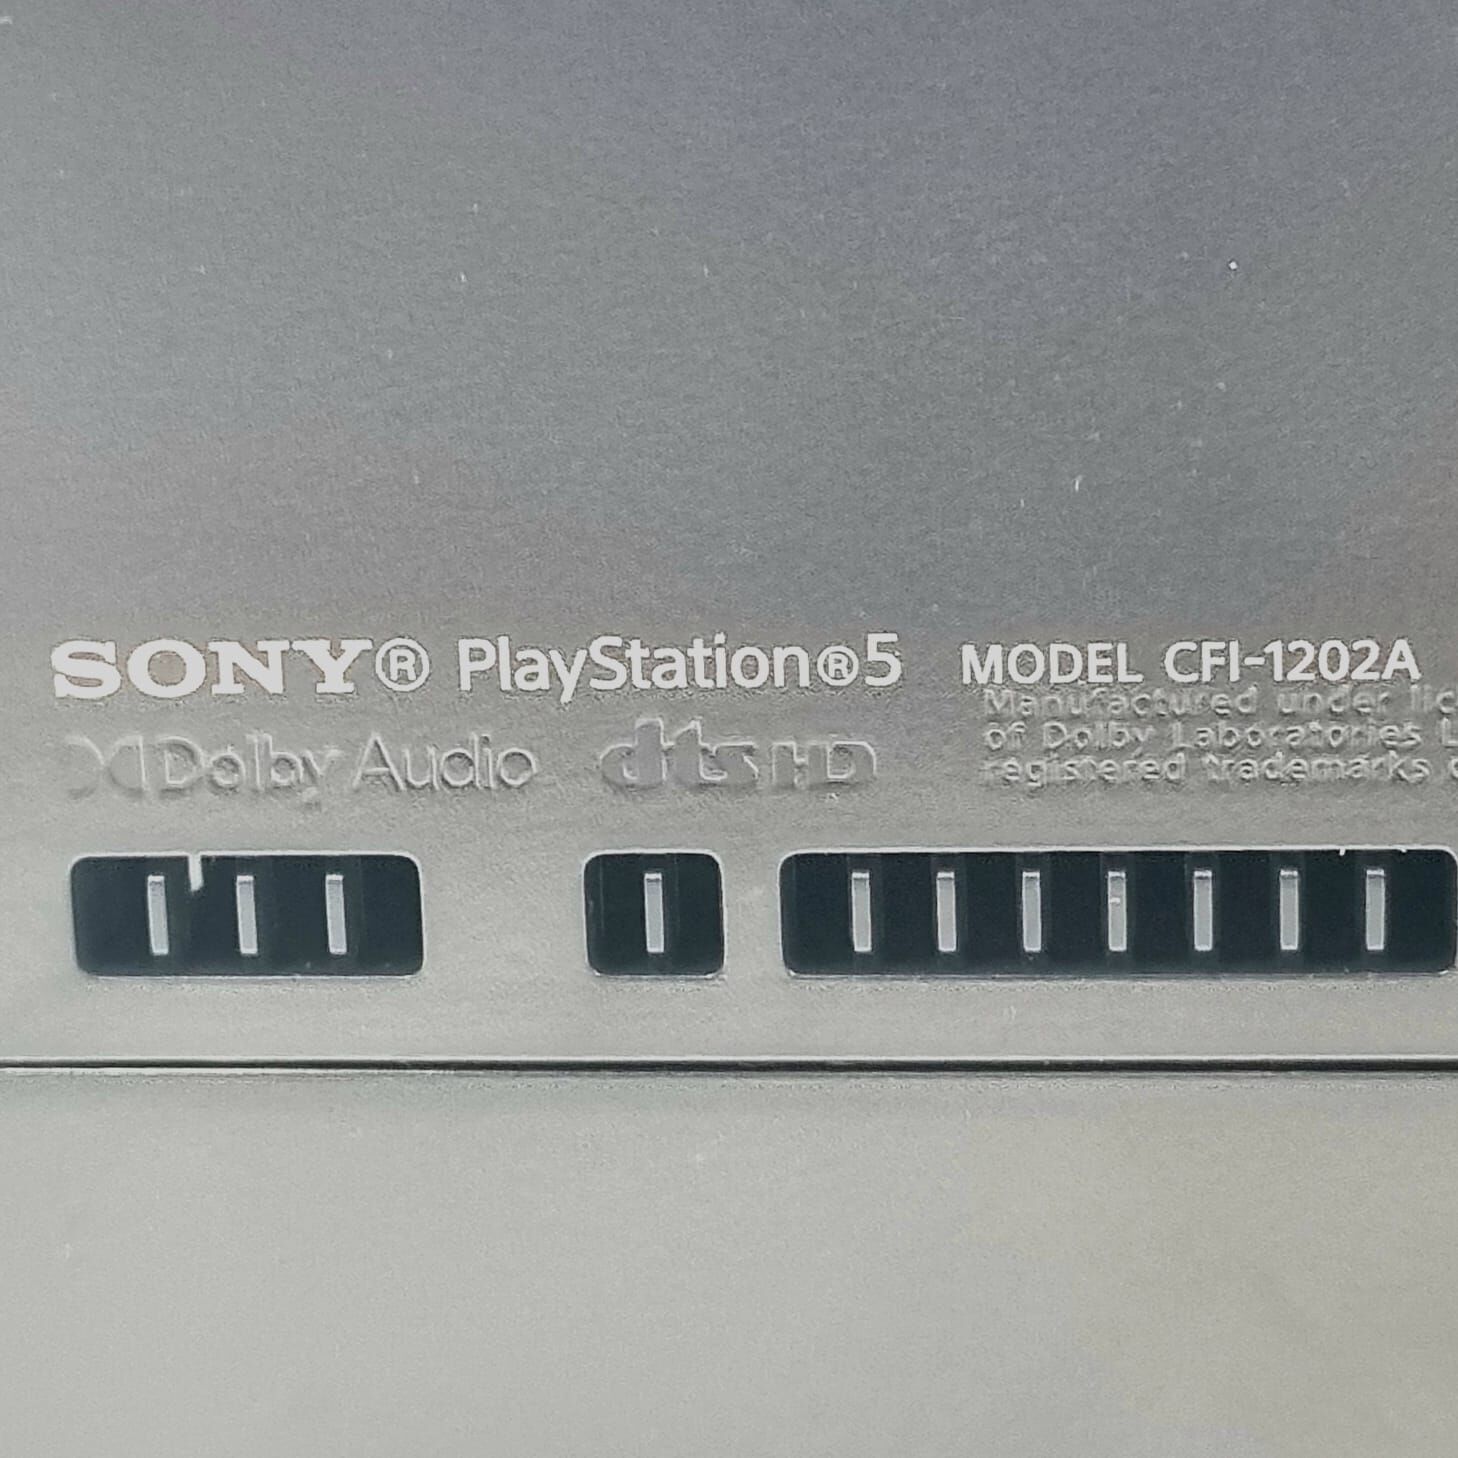 SONY® PlayStation®5 MODEL CFI-1202A
Dolby Audio dts HD
Manufactured under
of Dolby Laboratories
registered trademarks